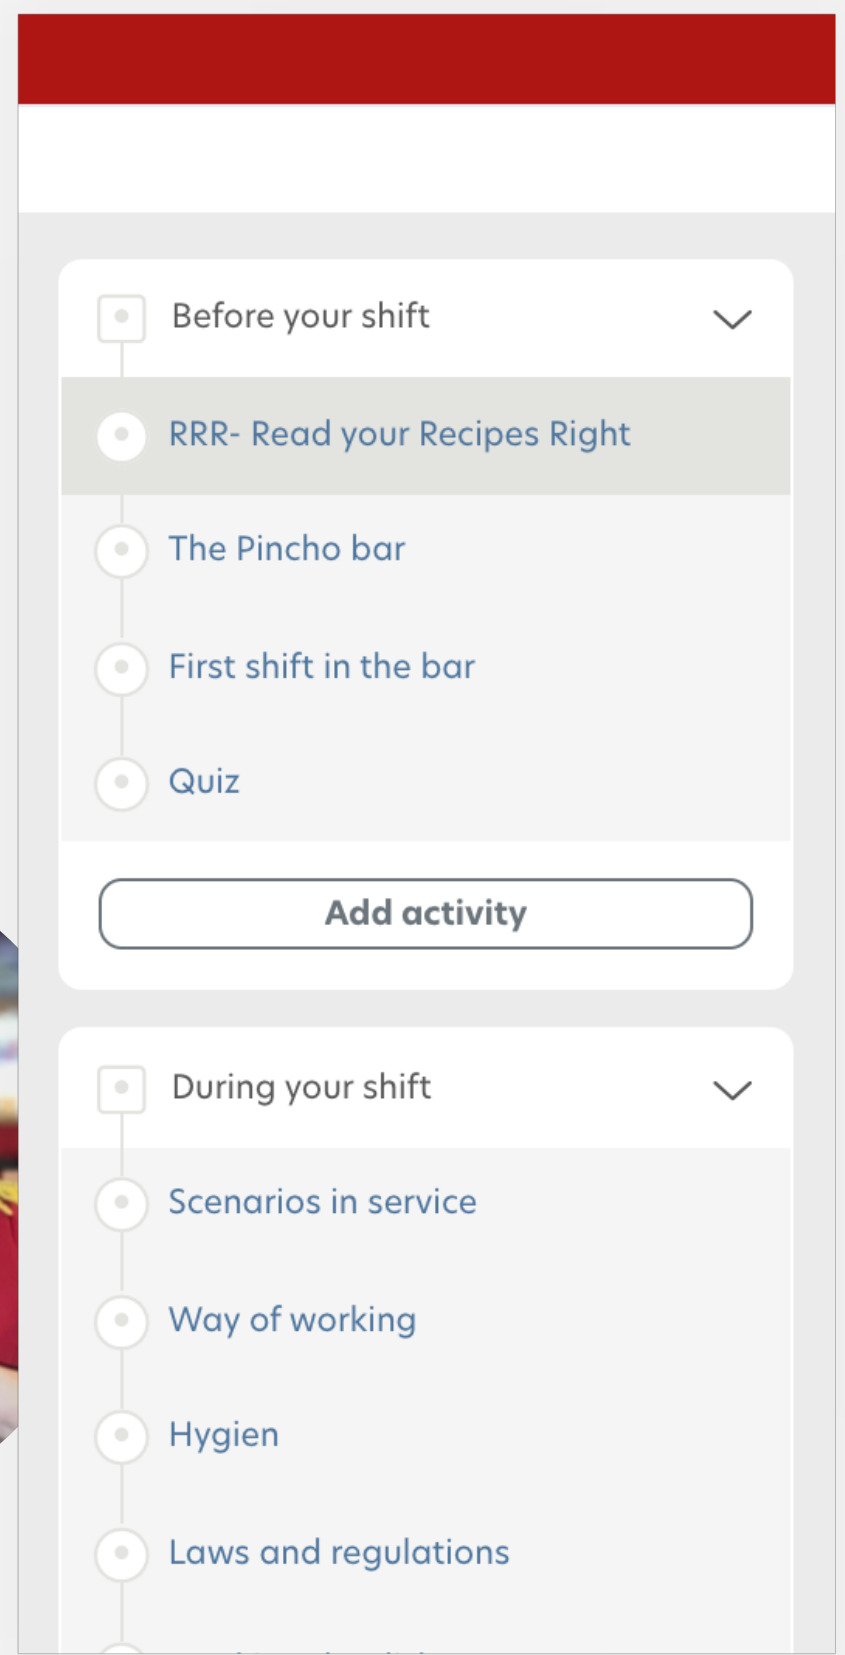 Before your shift
RRR- Read your Recipes Right
The Pincho bar
First shift in the bar
Quiz
Add activity
During your shift
Scenarios in service
Way of working
Hygien
Laws and regulations